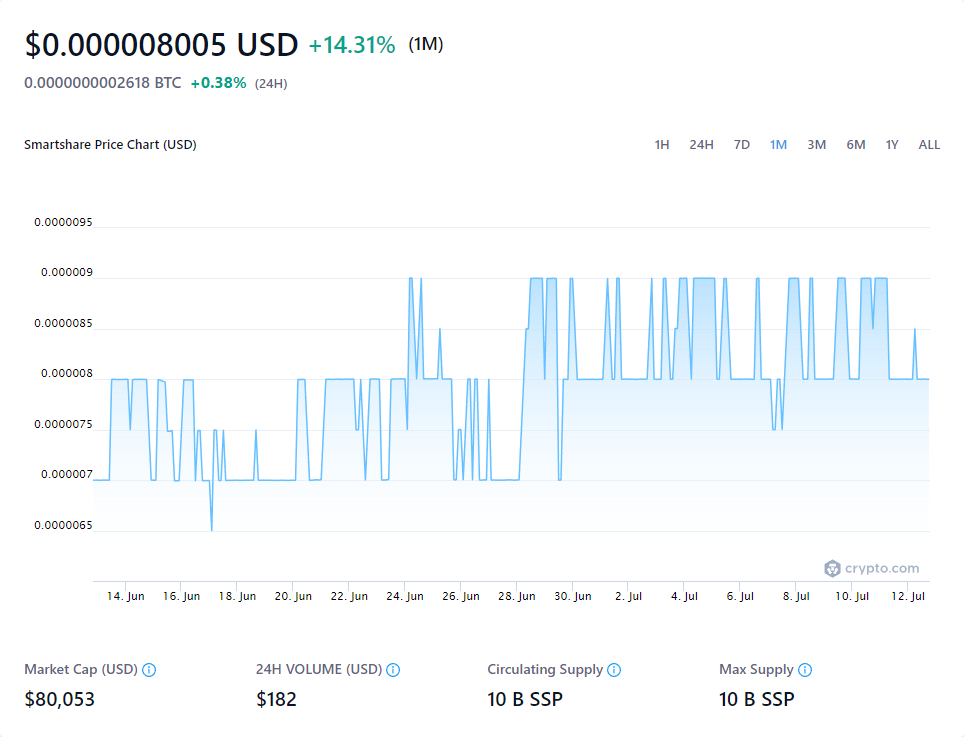 $0.000008005 USD +14.31% (1M)
0.0000000002618 BTC +0.38% (24H)
Smartshare Price Chart (USD) 1H 24H 7D 1M 3M 6M 1Y ALL
0.0000095
0.000009
0.0000085
0.000008
0.0000075
0.000007
0.0000065
crypto.com
14. Jun 16. Jun 18. Jun 20. Jun 22. Jun 24. Jun 26. Jun 28. Jun 30. Jun 2. Jul 4. Jul 6. Jul 8. Jul 10. Jul 12. Jul
Market Cap (USD) 24H VOLUME (USD) Circulating Supply Max Supply
$80,053 $182 10 B SSP 10 B SSP